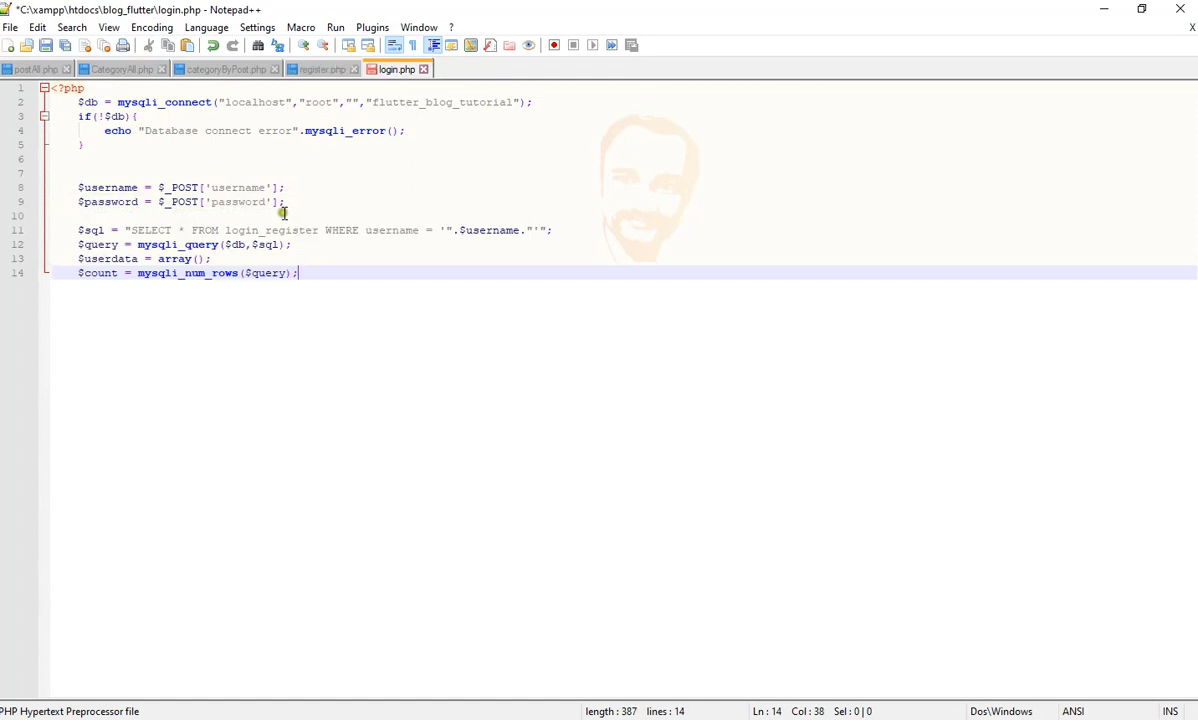 *C:\xampp\htdocs\blog_flutter\login.php - Notepad++
File Edit Search View Encoding Language Settings Macro Run Plugins Window ? X
postAll.php CategoryAll.php categoryByPost.php register.php login.php
1 <?php
2 $db = mysqli_connect("localhost","root","","flutter_blog_tutorial");
3 if(!$db){
4 echo "Database connect error".mysqli_error();
5 }
6
7
8 $username = $_POST['username'];
9 $password = $_POST['password'];
10
11 $sql = "SELECT * FROM login_register WHERE username = '".$username."'";
12 $query = mysqli_query($db,$sql);
13 $userdata = array();
14 $count = mysqli_num_rows($query);
PHP Hypertext Preprocessor file length : 387 lines : 14 Ln : 14 Col : 38 Sel : 0 | 0 Dos\Windows ANSI INS